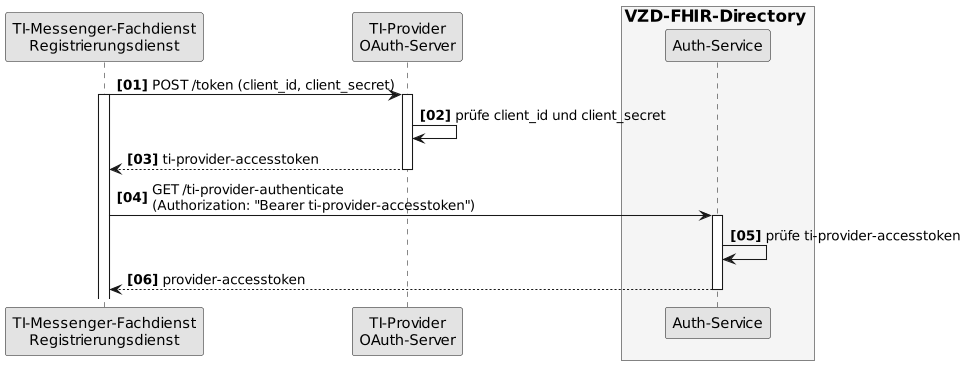 VZD-FHIR-Directory
TI-Messenger-Fachdienst
Registrierungsdienst
TI-Provider
OAuth-Server
Auth-Service
[01] POST /token (client_id, client_secret)
[02] prüfe client_id und client_secret
[03] ti-provider-accesstoken
[04] GET /ti-provider-authenticate
(Authorization: "Bearer ti-provider-accesstoken")
[05] prüfe ti-provider-accesstoken
[06] provider-accesstoken
TI-Messenger-Fachdienst
Registrierungsdienst
TI-Provider
OAuth-Server
Auth-Service